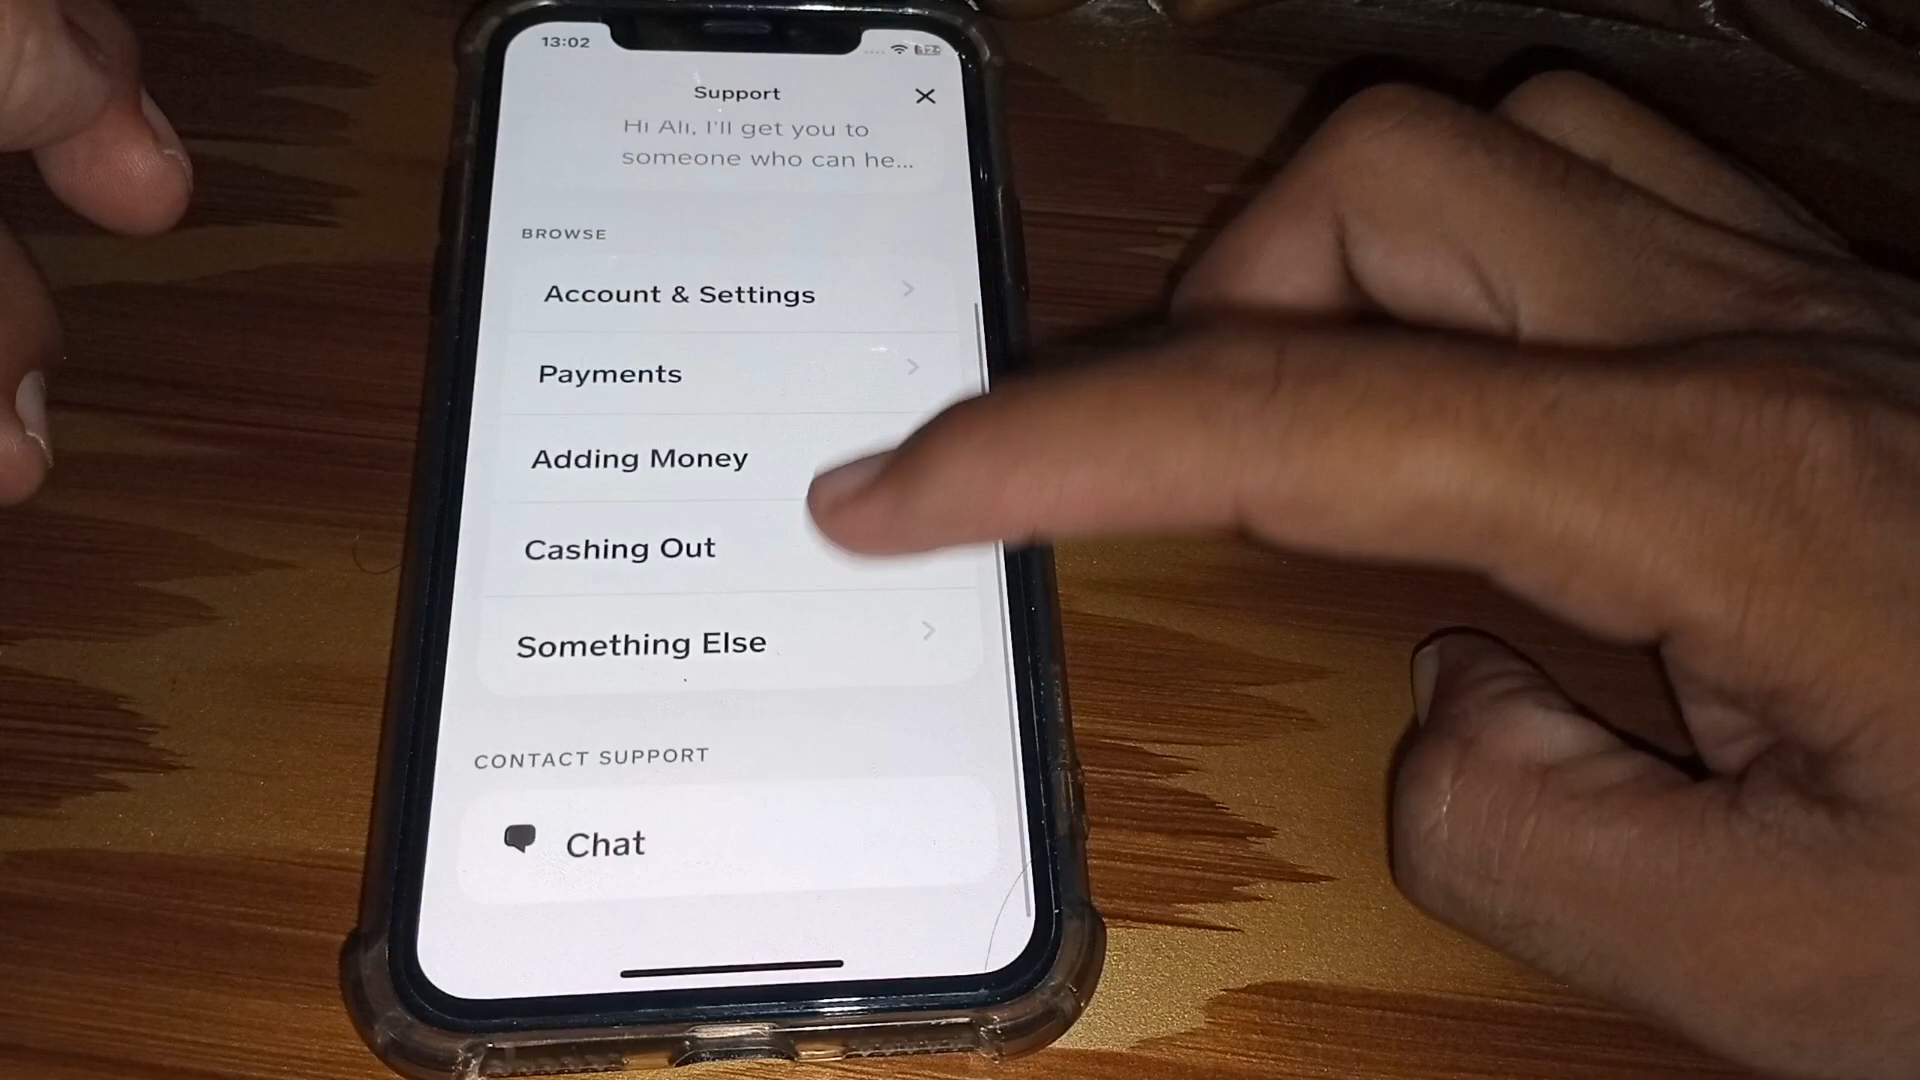 13:02
Support
Hi Ali, I'll get you to
someone who can he...
BROWSE
Account & Settings
Payments
Adding Money
Cashing Out
Something Else
CONTACT SUPPORT
Chat